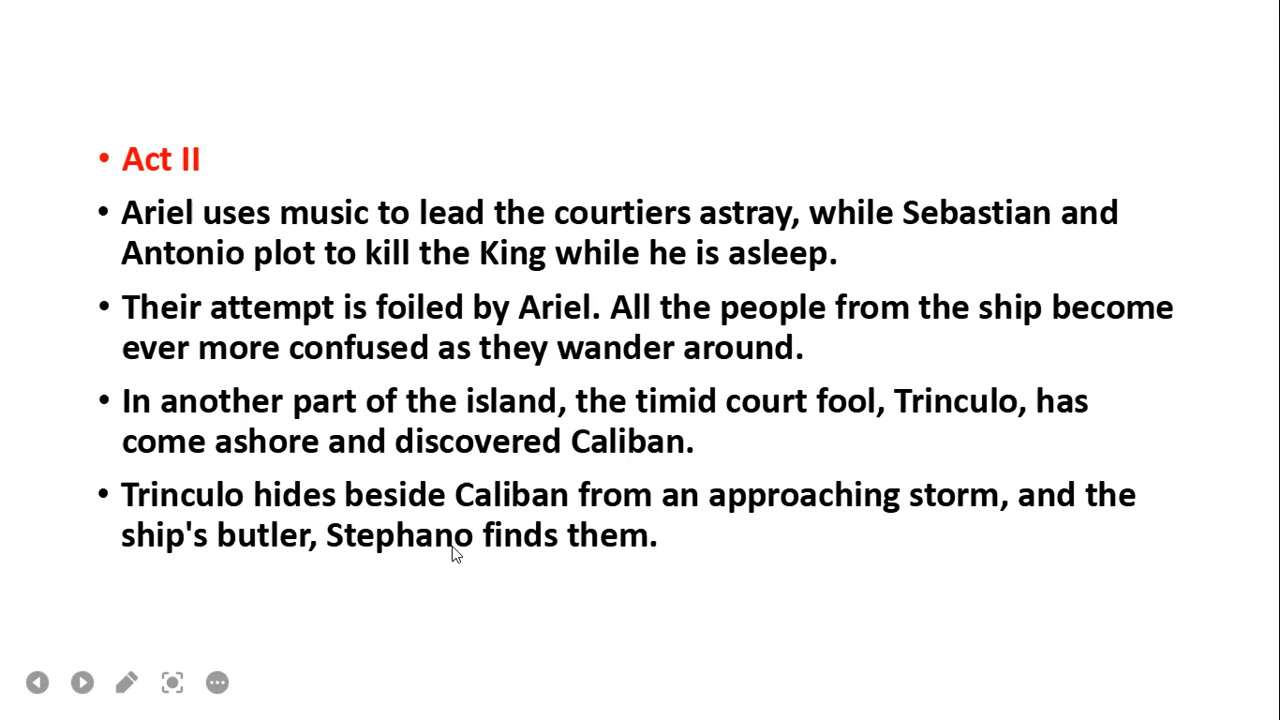 • Act II
• Ariel uses music to lead the courtiers astray, while Sebastian and
Antonio plot to kill the King while he is asleep.
• Their attempt is foiled by Ariel. All the people from the ship become
ever more confused as they wander around.
• In another part of the island, the timid court fool, Trinculo, has
come ashore and discovered Caliban.
• Trinculo hides beside Caliban from an approaching storm, and the
ship's butler, Stephano finds them.